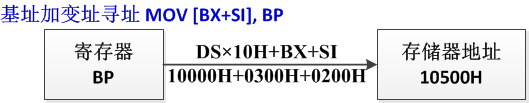 基址加变址寻址 MOV [BX+SI], BP
寄存器
BP
DS×10H+BX+SI
10000H+0300H+0200H
存储器地址
10500H